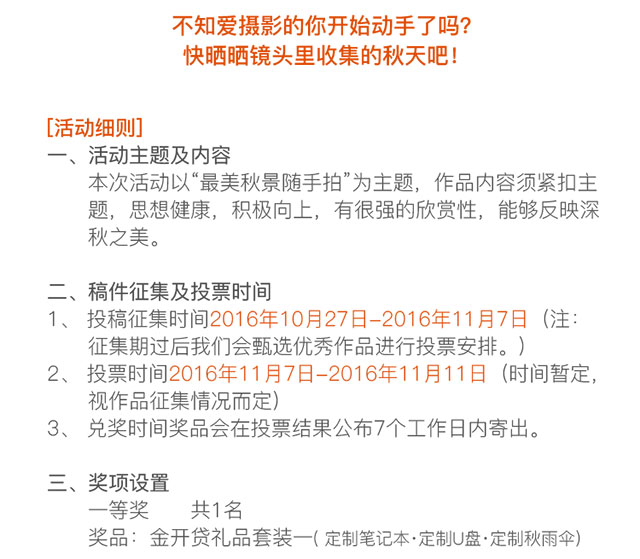 不知爱摄影的你开始动手了吗？
快晒晒镜头里收集的秋天吧！
[活动细则]
一、活动主题及内容
本次活动以“最美秋景随手拍”为主题，作品内容须紧扣主
题，思想健康，积极向上，有很强的欣赏性，能够反映深
秋之美。
二、稿件征集及投票时间
1、 投稿征集时间2016年10月27日-2016年11月7日（注：
征集期过后我们会甄选优秀作品进行投票安排。）
2、 投票时间2016年11月7日-2016年11月11日（时间暂定，
视作品征集情况而定）
3、 兑奖时间奖品会在投票结果公布7个工作日内寄出。
三、奖项设置
一等奖 共1名
奖品：金开贷礼品套装一( 定制笔记本·定制U盘·定制秋雨伞)